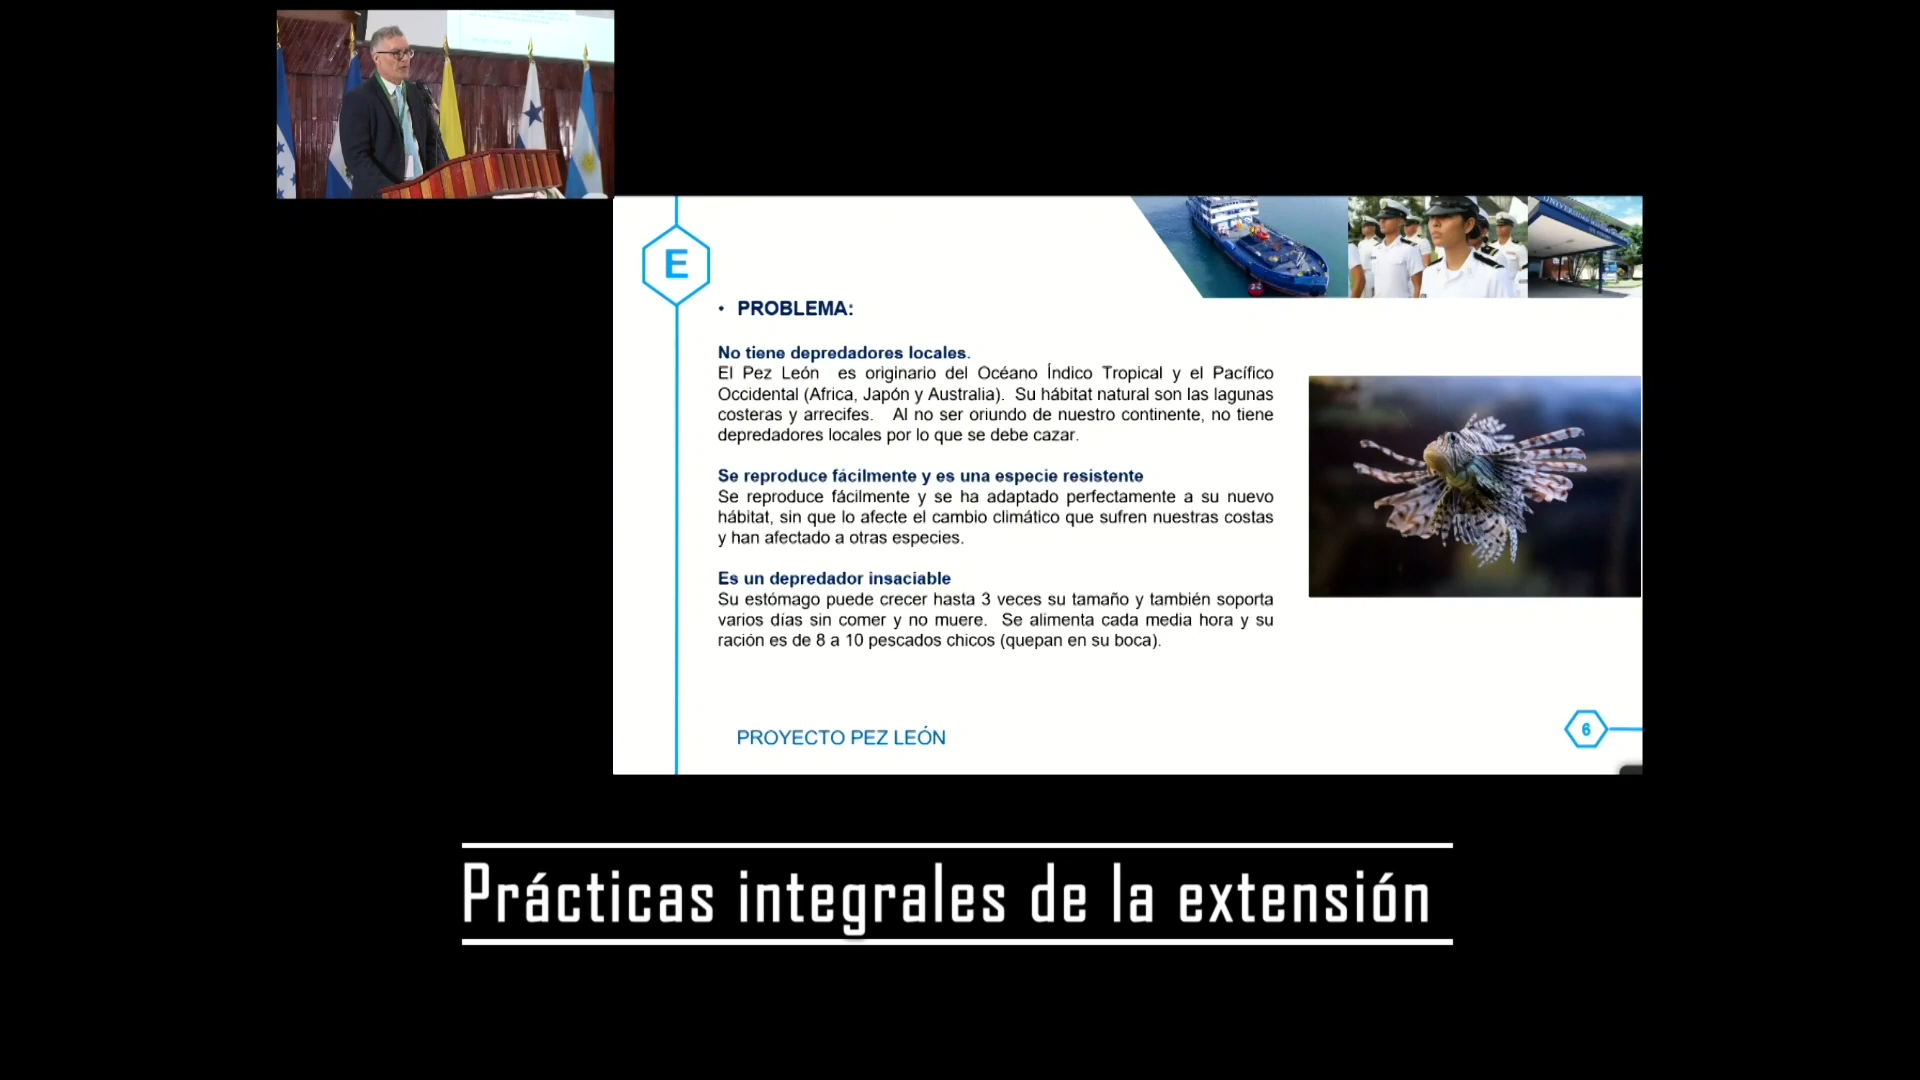 E
UNIVERSIDAD
• PROBLEMA:
No tiene depredadores locales.
El Pez León es originario del Océano Índico Tropical y el Pacífico
Occidental (Africa, Japón y Australia). Su hábitat natural son las lagunas
costeras y arrecifes. Al no ser oriundo de nuestro continente, no tiene
depredadores locales por lo que se debe cazar.
Se reproduce fácilmente y es una especie resistente
Se reproduce fácilmente y se ha adaptado perfectamente a su nuevo
hábitat, sin que lo afecte el cambio climático que sufren nuestras costas
y han afectado a otras especies.
Es un depredador insaciable
Su estómago puede crecer hasta 3 veces su tamaño y también soporta
varios días sin comer y no muere. Se alimenta cada media hora y su
ración es de 8 a 10 pescados chicos (quepan en su boca).
PROYECTO PEZ LEÓN
6
Prácticas integrales de la extensión